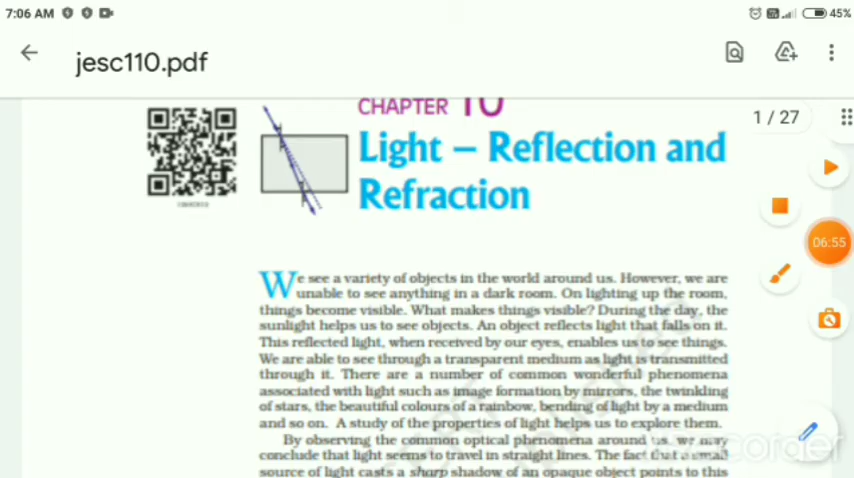 7:06 AM
45%
jesc110.pdf
1 / 27
CHAPTER 10
Light – Reflection and
Refraction
06:55
We see a variety of objects in the world around us. However, we are
unable to see anything in a dark room. On lighting up the room,
things become visible. What makes things visible? During the day, the
sunlight helps us to see objects. An object reflects light that falls on it.
This reflected light, when received by our eyes, enables us to see things.
We are able to see through a transparent medium as light is transmitted
through it. There are a number of common wonderful phenomena
associated with light such as image formation by mirrors, the twinkling
of stars, the beautiful colours of a rainbow, bending of light by a medium
and so on. A study of the properties of light helps us to explore them.
By observing the common optical phenomena around us, we may
conclude that light seems to travel in straight lines. The fact that a small
source of light casts a sharp shadow of an opaque object points to this